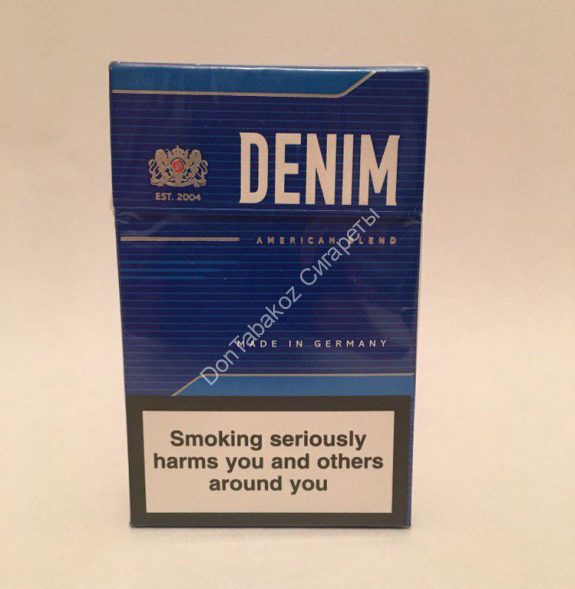 DENIM
EST. 2004
AMERICAN BLEND
MADE IN GERMANY
DonTabakoz Сигареты
Smoking seriously
harms you and others
around you